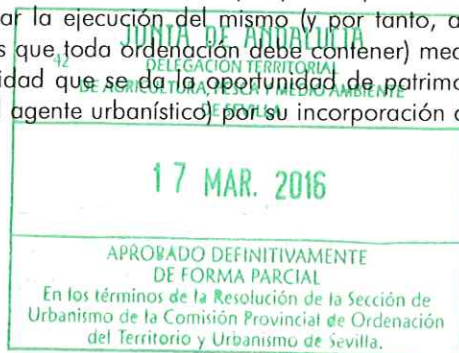 ar la ejecución del mismo (y por tanto, a
s que toda ordenación debe contener) med
JUNTA DE ANDALUCIA
42
DELEGACION TERRITORIAL
idad que se da la oportunidad de patrimo
DE AGRICULTURA, PESCA Y MEDIO AMBIENTE
agente urbanístico) por su incorporación a
DE SEVILLA
17 MAR. 2016
APROBADO DEFINITIVAMENTE
DE FORMA PARCIAL
En los términos de la Resolución de la Sección de
Urbanismo de la Comisión Provincial de Ordenación
del Territorio y Urbanismo de Sevilla.